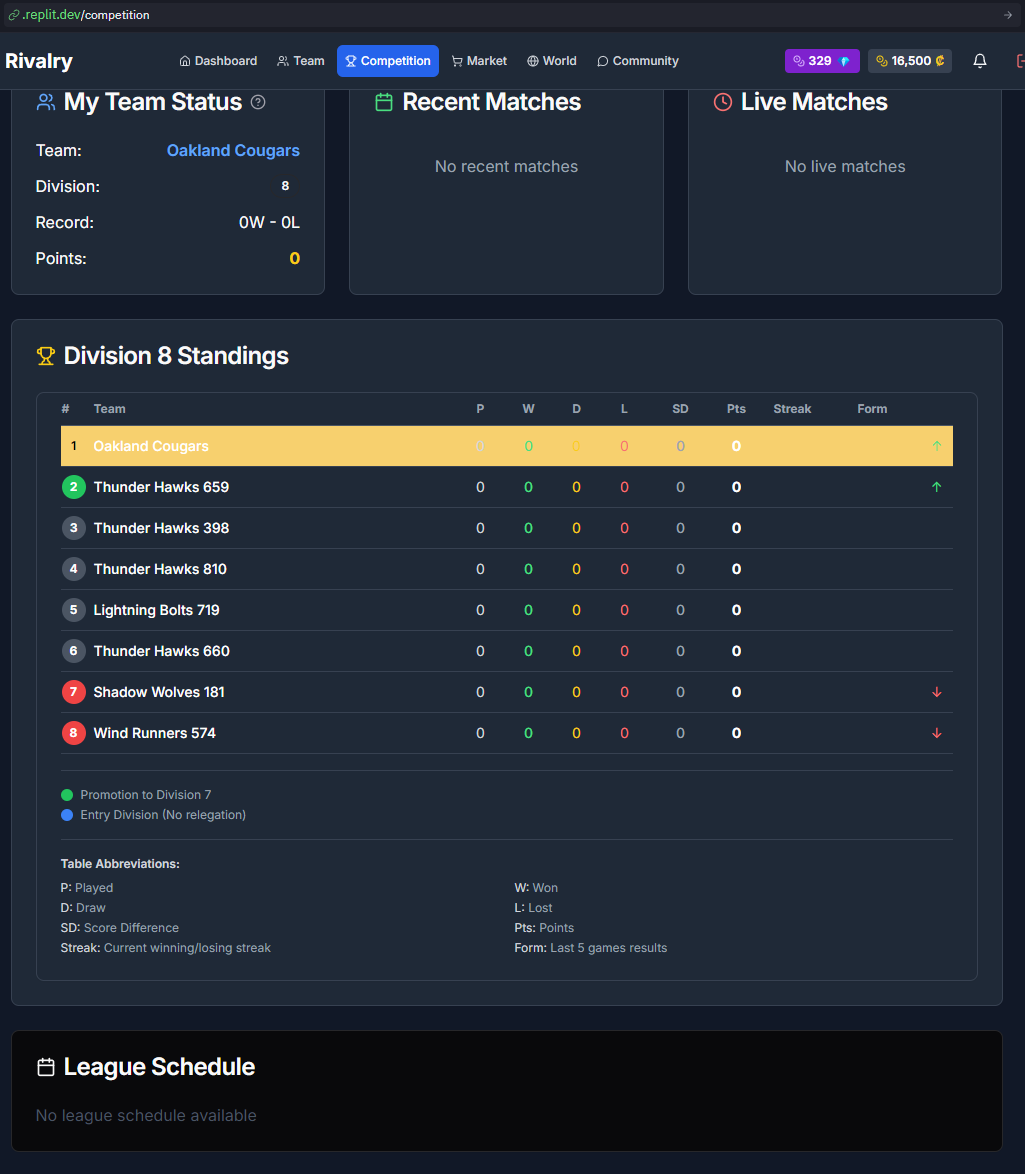 .replit.dev/competition
Rivalry Dashboard Team Competition Market World Community 329 16,500 ₡
My Team Status
Team: Oakland Cougars
Division: 8
Record: 0W - 0L
Points: 0
Recent Matches
No recent matches
Live Matches
No live matches
Division 8 Standings
# Team P W D L SD Pts Streak Form
1 Oakland Cougars 0 0 0 0 0 0 ↑
2 Thunder Hawks 659 0 0 0 0 0 0 ↑
3 Thunder Hawks 398 0 0 0 0 0 0
4 Thunder Hawks 810 0 0 0 0 0 0
5 Lightning Bolts 719 0 0 0 0 0 0
6 Thunder Hawks 660 0 0 0 0 0 0
7 Shadow Wolves 181 0 0 0 0 0 0 ↓
8 Wind Runners 574 0 0 0 0 0 0 ↓
Promotion to Division 7
Entry Division (No relegation)
Table Abbreviations:
P: Played W: Won
D: Draw L: Lost
SD: Score Difference Pts: Points
Streak: Current winning/losing streak Form: Last 5 games results
League Schedule
No league schedule available